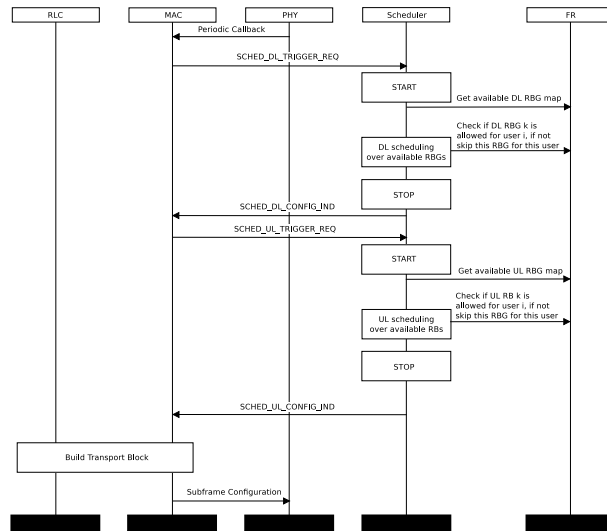 RLC
MAC
PHY
Scheduler
FR
Periodic Callback
SCHED_DL_TRIGGER_REQ
START
Get available DL RBG map
Check if DL RBG k is
allowed for user i, if not
skip this RBG for this user
DL scheduling
over available RBGs
STOP
SCHED_DL_CONFIG_IND
SCHED_UL_TRIGGER_REQ
START
Get available UL RBG map
Check if UL RB k is
allowed for user i, if not
skip this RBG for this user
UL scheduling
over available RBs
STOP
SCHED_UL_CONFIG_IND
Build Transport Block
Subframe Configuration